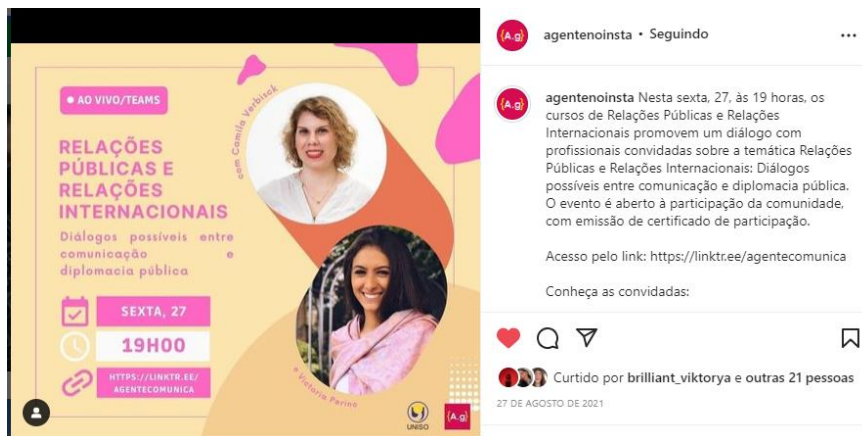 • AO VIVO/TEAMS
RELAÇÕES
PÚBLICAS E
RELAÇÕES
INTERNACIONAIS
Diálogos possíveis entre
comunicação e
diplomacia pública
SEXTA, 27
19H00
HTTPS://LINKTR.EE/
AGENTECOMUNICA
com Camila Verbisck
e Victoria Perino
UNISO
{A.g}
{A.g}
agentenoinsta • Seguindo
{A.g}
agentenoinsta Nesta sexta, 27, às 19 horas, os
cursos de Relações Públicas e Relações
Internacionais promovem um diálogo com
profissionais convidadas sobre a temática Relações
Públicas e Relações Internacionais: Diálogos
possíveis entre comunicação e diplomacia pública.
O evento é aberto à participação da comunidade,
com emissão de certificado de participação.
Acesso pelo link: https://linktr.ee/agentecomunica
Conheça as convidadas:
Curtido por brilliant_viktorya e outras 21 pessoas
27 DE AGOSTO DE 2021